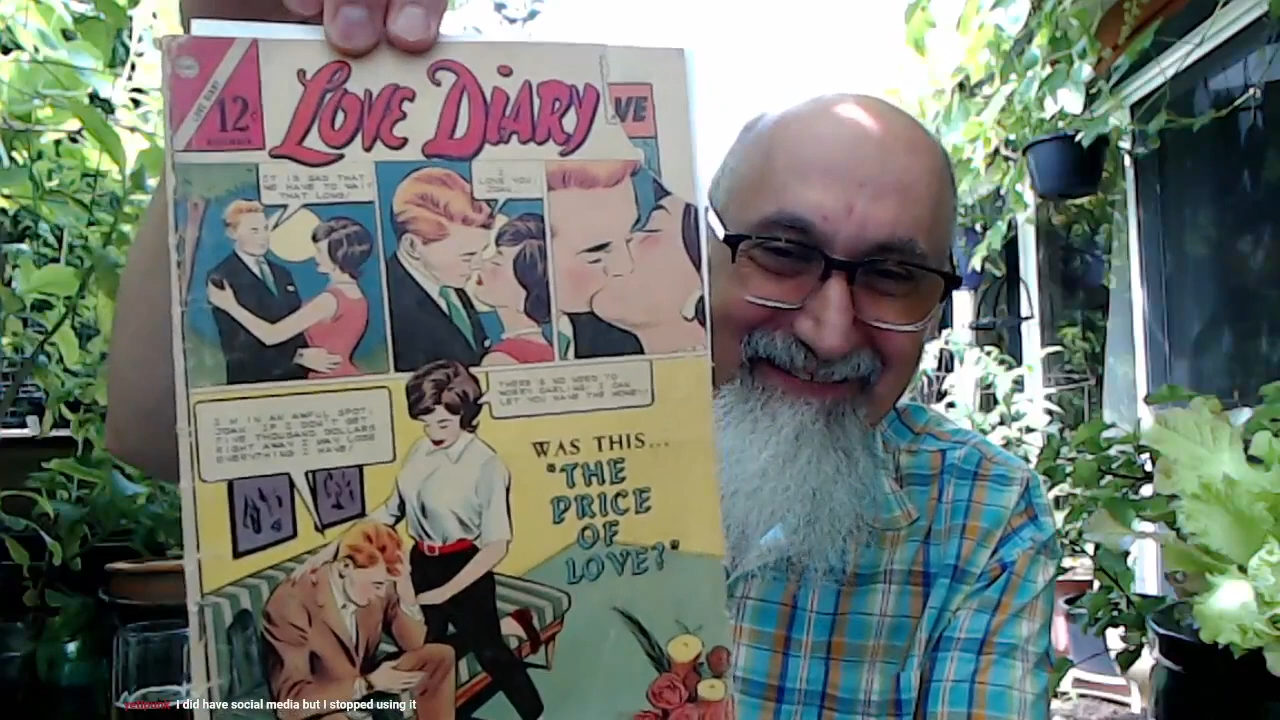 LOVE DIARY
VE
LOVE DIARY
12¢
IT IS SAD THAT
WE HAVE TO WAIT
THAT LONG!
I
LOVE YOU,
JOAN...
I'M IN AN AWFUL SPOT,
JOAN. IF I DON'T GET
FIVE THOUSAND DOLLARS
RIGHT AWAY I MAY LOSE
EVERYTHING I HAVE!
THERE IS NO NEED TO
WORRY, DARLING! I CAN
LET YOU HAVE THE MONEY!
WAS THIS...
"THE
PRICE
OF
LOVE?"
I did have social media but I stopped using it